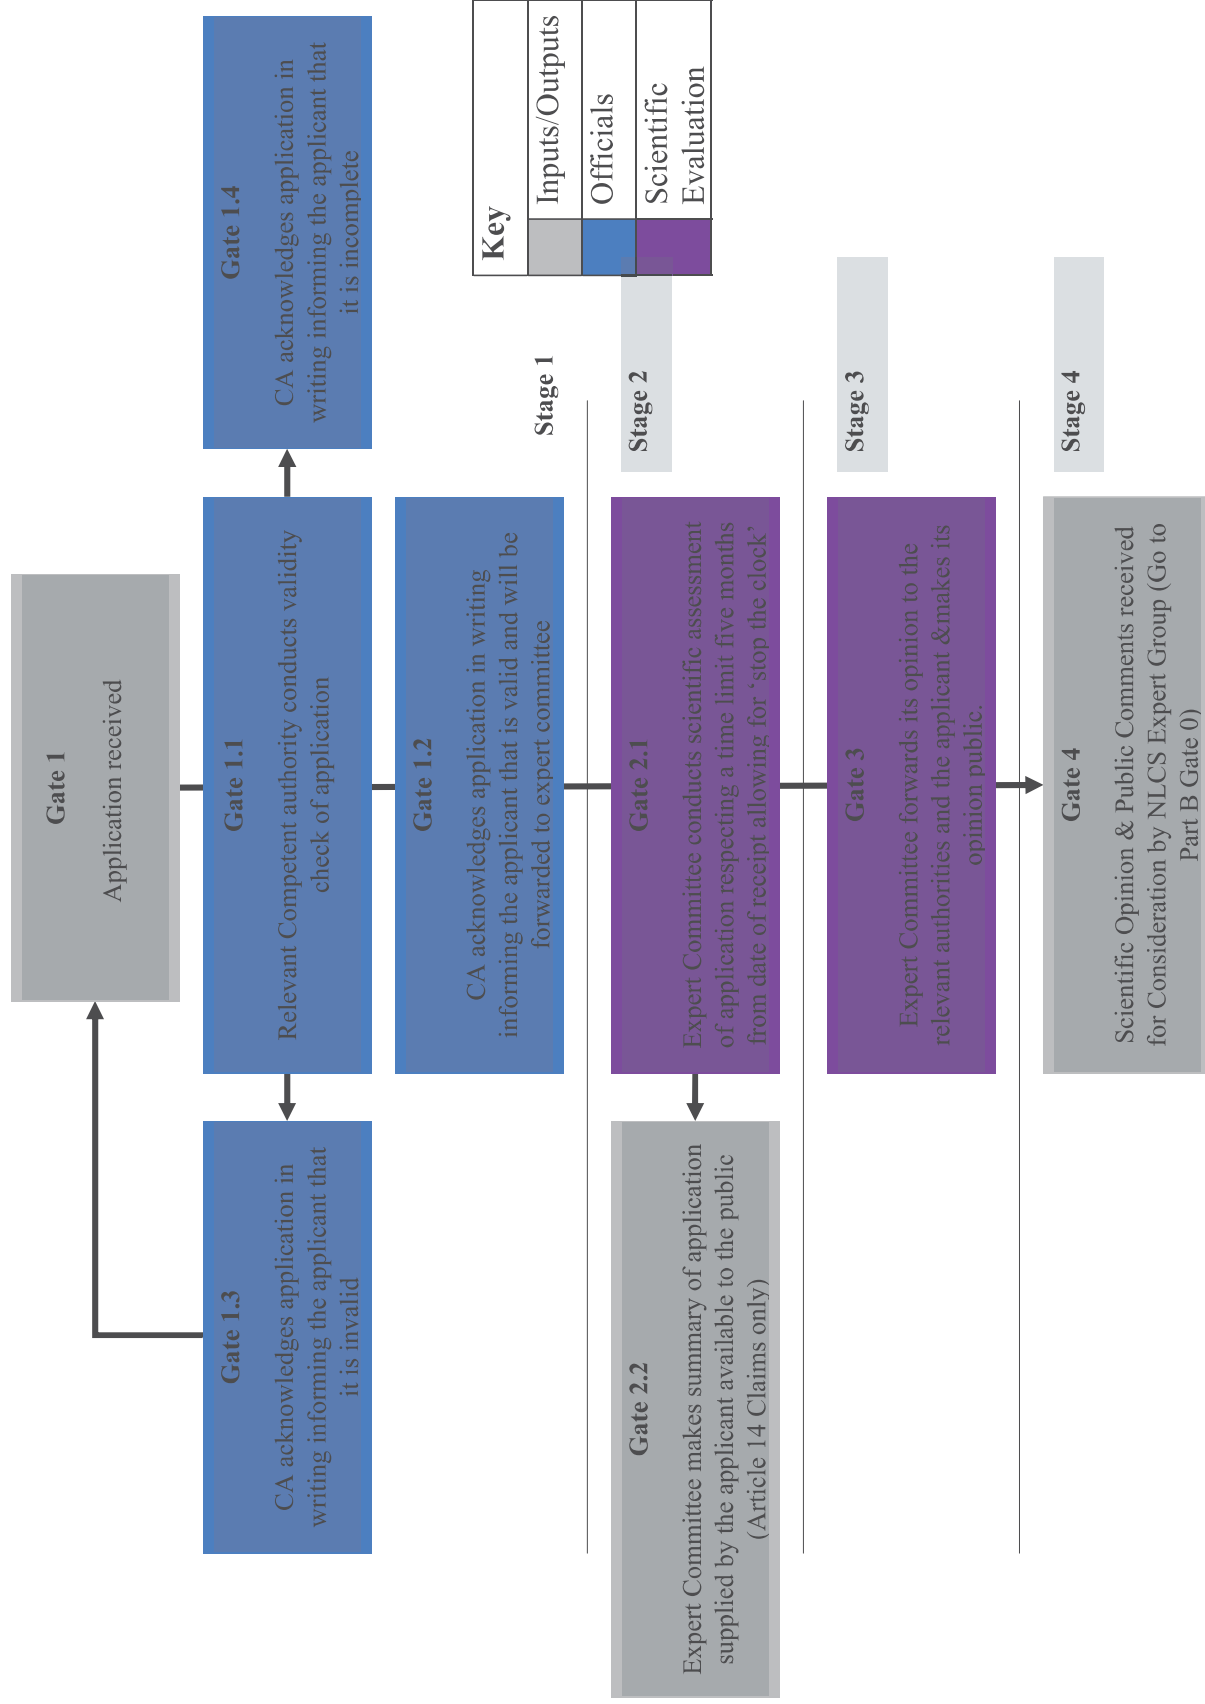 Gate 1
Application received
Gate 1.3
CA acknowledges application in
writing informing the applicant that
it is invalid
Gate 1.1
Relevant Competent authority conducts validity
check of application
Gate 1.4
CA acknowledges application in
writing informing the applicant that
it is incomplete
Gate 1.2
CA acknowledges application in writing
informing the applicant that is valid and will be
forwarded to expert committee
Key
Inputs/Outputs
Officials
Scientific
Evaluation
Stage 1
Stage 2
Gate 2.2
Expert Committee makes summary of application
supplied by the applicant available to the public
(Article 14 Claims only)
Gate 2.1
Expert Committee conducts scientific assessment
of application respecting a time limit five months
from date of receipt allowing for ‘stop the clock’
Stage 3
Gate 3
Expert Committee forwards its opinion to the
relevant authorities and the applicant &makes its
opinion public.
Stage 4
Gate 4
Scientific Opinion & Public Comments received
for Consideration by NLCS Expert Group (Go to
Part B Gate 0)